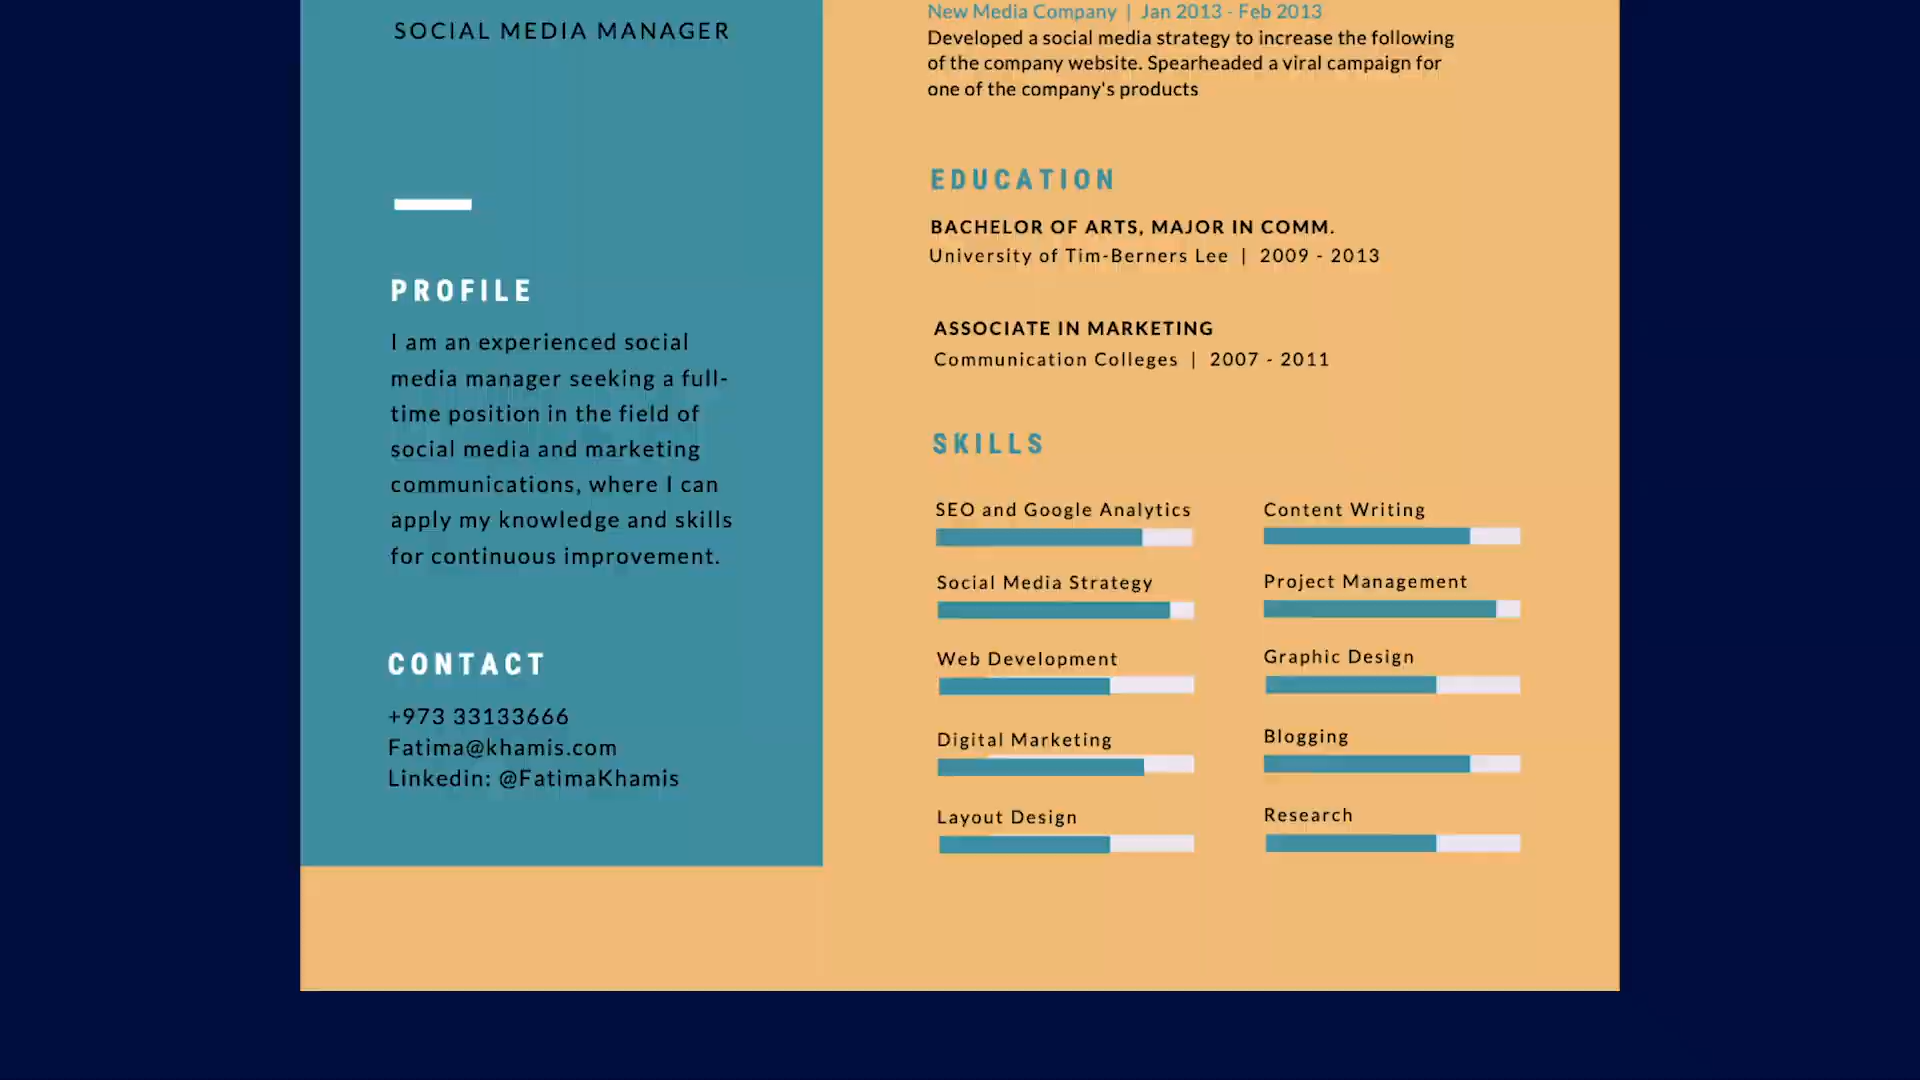 SOCIAL MEDIA MANAGER
PROFILE
I am an experienced social
media manager seeking a full-
time position in the field of
social media and marketing
communications, where I can
apply my knowledge and skills
for continuous improvement.
CONTACT
+973 33133666
Fatima@khamis.com
Linkedin: @FatimaKhamis
New Media Company | Jan 2013 - Feb 2013
Developed a social media strategy to increase the following
of the company website. Spearheaded a viral campaign for
one of the company's products
EDUCATION
BACHELOR OF ARTS, MAJOR IN COMM.
University of Tim-Berners Lee | 2009 - 2013
ASSOCIATE IN MARKETING
Communication Colleges | 2007 - 2011
SKILLS
SEO and Google Analytics
Content Writing
Social Media Strategy
Project Management
Web Development
Graphic Design
Digital Marketing
Blogging
Layout Design
Research